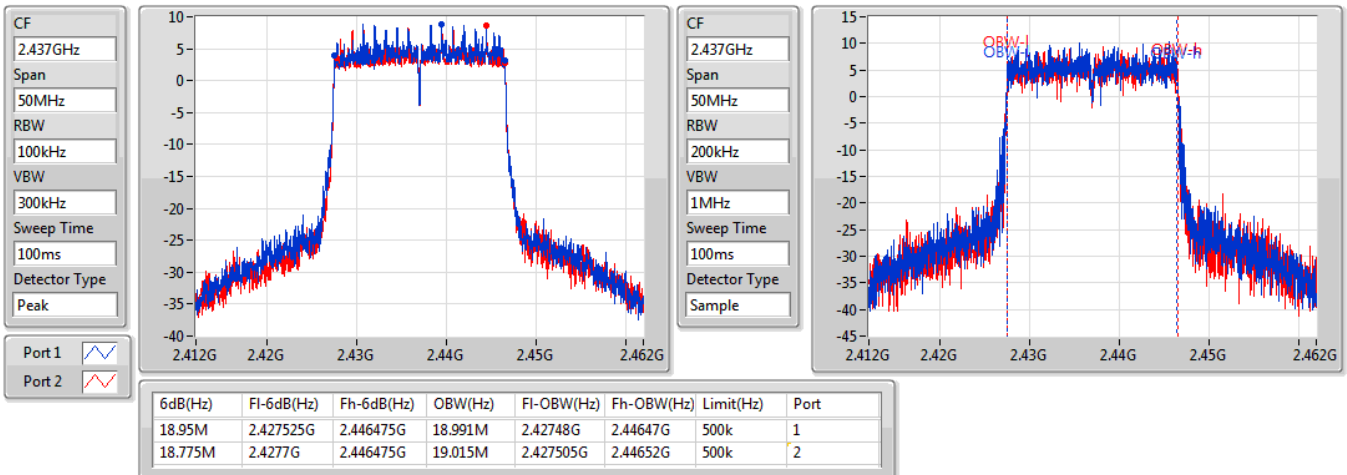 CF
2.437GHz
Span
50MHz
RBW
100kHz
VBW
300kHz
Sweep Time
100ms
Detector Type
Peak
Port 1
Port 2
10
5
0
-5
-10
-15
-20
-25
-30
-35
-40
2.412G 2.42G 2.43G 2.44G 2.45G 2.462G
CF
2.437GHz
Span
50MHz
RBW
200kHz
VBW
1MHz
Sweep Time
100ms
Detector Type
Sample
15
10
5
0
-5
-10
-15
-20
-25
-30
-35
-40
-45
OBW-l
OBW-l
OBW-h
OBW-h
2.412G 2.42G 2.43G 2.44G 2.45G 2.462G
6dB(Hz) Fl-6dB(Hz) Fh-6dB(Hz) OBW(Hz) Fl-OBW(Hz) Fh-OBW(Hz) Limit(Hz) Port
18.95M 2.427525G 2.446475G 18.991M 2.42748G 2.44647G 500k 1
18.775M 2.4277G 2.446475G 19.015M 2.427505G 2.44652G 500k 2